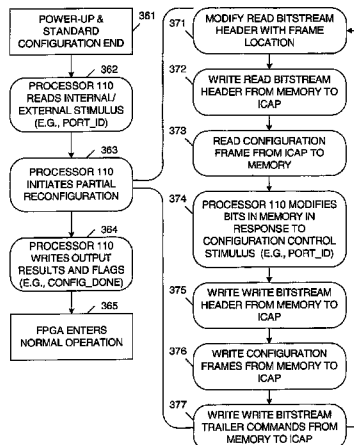 POWER-UP &
STANDARD
CONFIGURATION END
361
362
PROCESSOR 110
READS INTERNAL/
EXTERNAL STIMULUS
(E.G., PORT_ID)
363
PROCESSOR 110
INITIATES PARTIAL
RECONFIGURATION
364
PROCESSOR 110
WRITES OUTPUT
RESULTS AND FLAGS
(E.G., CONFIG_DONE)
365
FPGA ENTERS
NORMAL OPERATION
371
MODIFY READ BITSTREAM
HEADER WITH FRAME
LOCATION
372
WRITE READ BITSTREAM
HEADER FROM MEMORY TO
ICAP
373
READ CONFIGURATION
FRAME FROM ICAP TO
MEMORY
374
PROCESSOR 110 MODIFIES
BITS IN MEMORY IN
RESPONSE TO
CONFIGURATION CONTROL
STIMULUS (E.G., PORT_ID)
375
WRITE WRITE BITSTREAM
HEADER FROM MEMORY TO
ICAP
376
WRITE CONFIGURATION
FRAMES FROM MEMORY TO
ICAP
377
WRITE WRITE BITSTREAM
TRAILER COMMANDS FROM
MEMORY TO ICAP